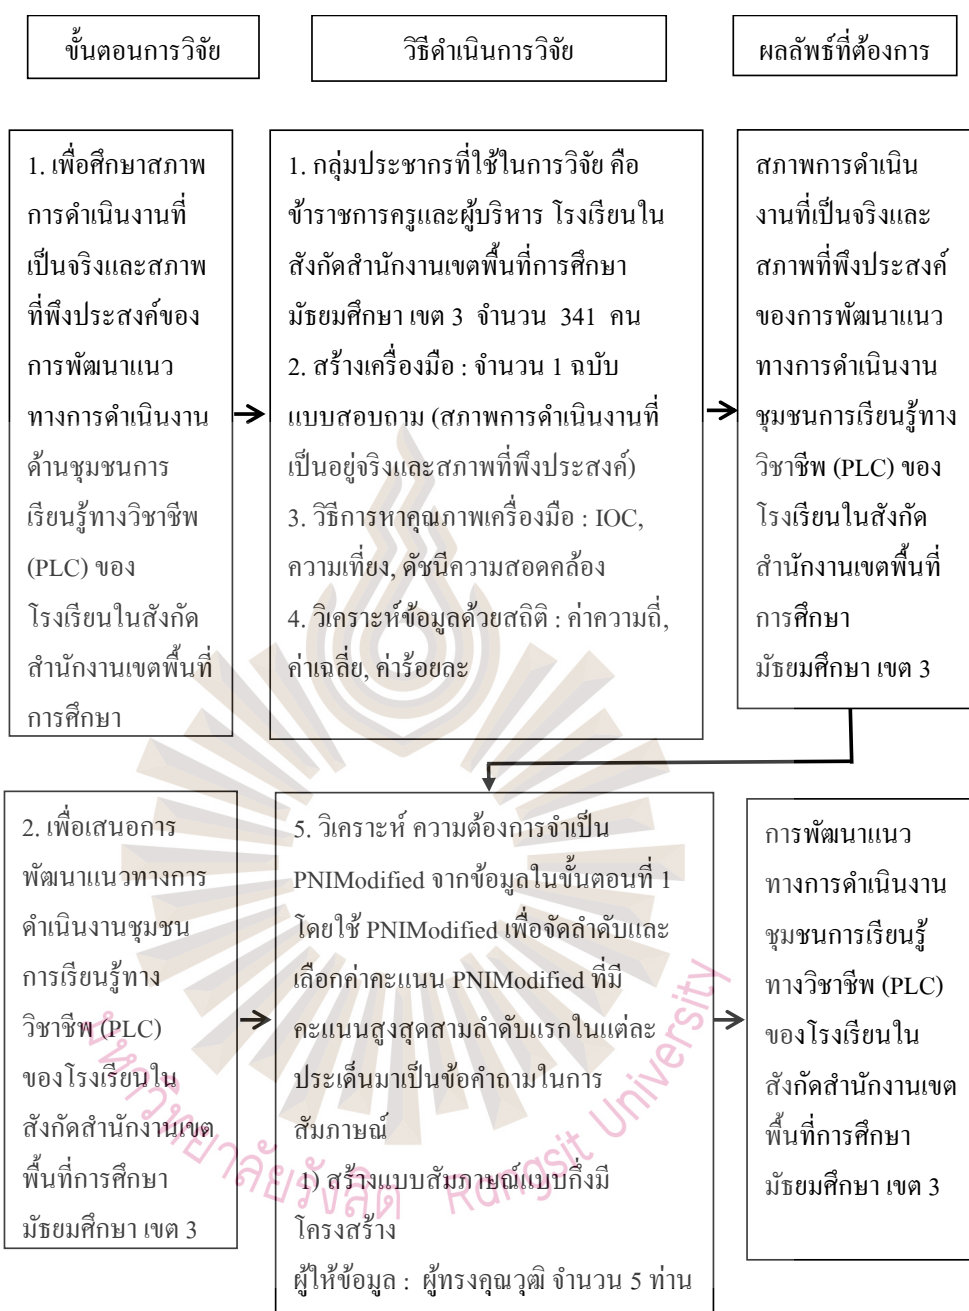 ขั้นตอนการวิจัย
วิธีดำเนินการวิจัย
ผลลัพธ์ที่ต้องการ
1. เพื่อศึกษาสภาพ
การดำเนินงานที่
เป็นจริงและสภาพ
ที่พึงประสงค์ของ
การพัฒนาแนว
ทางการดำเนินงาน
ด้านชุมชนการ
เรียนรู้ทางวิชาชีพ
(PLC) ของ
โรงเรียนในสังกัด
สำนักงานเขตพื้นที่
การศึกษา
1. กลุ่มประชากรที่ใช้ในการวิจัย คือ
ข้าราชการครูและผู้บริหาร โรงเรียนใน
สังกัดสำนักงานเขตพื้นที่การศึกษา
มัธยมศึกษา เขต 3 จำนวน 341 คน
2. สร้างเครื่องมือ : จำนวน 1 ฉบับ
แบบสอบถาม (สภาพการดำเนินงานที่
เป็นอยู่จริงและสภาพที่พึงประสงค์)
3. วิธีการหาคุณภาพเครื่องมือ : IOC,
ความเที่ยง, ดัชนีความสอดคล้อง
4. วิเคราะห์ข้อมูลด้วยสถิติ : ค่าความถี่,
ค่าเฉลี่ย, ค่าร้อยละ
สภาพการดำเนิน
งานที่เป็นจริงและ
สภาพที่พึงประสงค์
ของการพัฒนาแนว
ทางการดำเนินงาน
ชุมชนการเรียนรู้ทาง
วิชาชีพ (PLC) ของ
โรงเรียนในสังกัด
สำนักงานเขตพื้นที่
การศึกษา
มัธยมศึกษา เขต 3
2. เพื่อเสนอการ
พัฒนาแนวทางการ
ดำเนินงานชุมชน
การเรียนรู้ทาง
วิชาชีพ (PLC)
ของโรงเรียนใน
สังกัดสำนักงานเขต
พื้นที่การศึกษา
มัธยมศึกษา เขต 3
5. วิเคราะห์ ความต้องการจำเป็น
PNIModified จากข้อมูลในขั้นตอนที่ 1
โดยใช้ PNIModified เพื่อจัดลำดับและ
เลือกค่าคะแนน PNIModified ที่มี
คะแนนสูงสุดสามลำดับแรกในแต่ละ
ประเด็นมาเป็นข้อคำถามในการ
สัมภาษณ์
1) สร้างแบบสัมภาษณ์แบบกึ่งมี
โครงสร้าง
ผู้ให้ข้อมูล : ผู้ทรงคุณวุฒิ จำนวน 5 ท่าน
การพัฒนาแนว
ทางการดำเนินงาน
ชุมชนการเรียนรู้
ทางวิชาชีพ (PLC)
ของโรงเรียนใน
สังกัดสำนักงานเขต
พื้นที่การศึกษา
มัธยมศึกษา เขต 3
มหาวิทยาลัยรังสิต Rangsit University